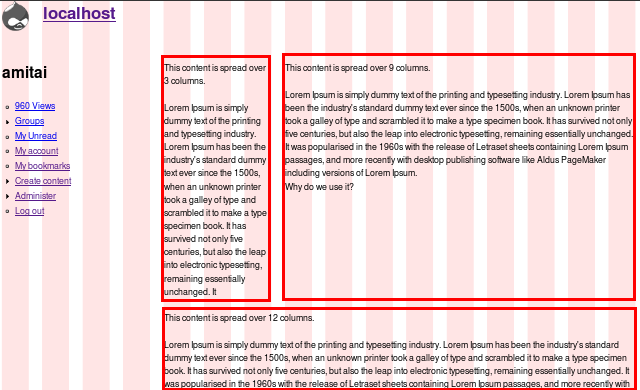 localhost
amitai
960 Views
Groups
My Unread
My account
My bookmarks
Create content
Administer
Log out
This content is spread over
3 columns.
Lorem Ipsum is simply
dummy text of the printing
and typesetting industry.
Lorem Ipsum has been the
industry's standard dummy
text ever since the 1500s,
when an unknown printer
took a galley of type and
scrambled it to make a type
specimen book. It has
survived not only five
centuries, but also the leap
into electronic typesetting,
remaining essentially
unchanged. It
This content is spread over 9 columns.
Lorem Ipsum is simply dummy text of the printing and typesetting industry. Lorem Ipsum has
been the industry's standard dummy text ever since the 1500s, when an unknown printer
took a galley of type and scrambled it to make a type specimen book. It has survived not only
five centuries, but also the leap into electronic typesetting, remaining essentially unchanged.
It was popularised in the 1960s with the release of Letraset sheets containing Lorem Ipsum
passages, and more recently with desktop publishing software like Aldus PageMaker
including versions of Lorem Ipsum.
Why do we use it?
This content is spread over 12 columns.
Lorem Ipsum is simply dummy text of the printing and typesetting industry. Lorem Ipsum has been the industry's standard
dummy text ever since the 1500s, when an unknown printer took a galley of type and scrambled it to make a type specimen
book. It has survived not only five centuries, but also the leap into electronic typesetting, remaining essentially unchanged. It
was popularised in the 1960s with the release of Letraset sheets containing Lorem Ipsum passages, and more recently with